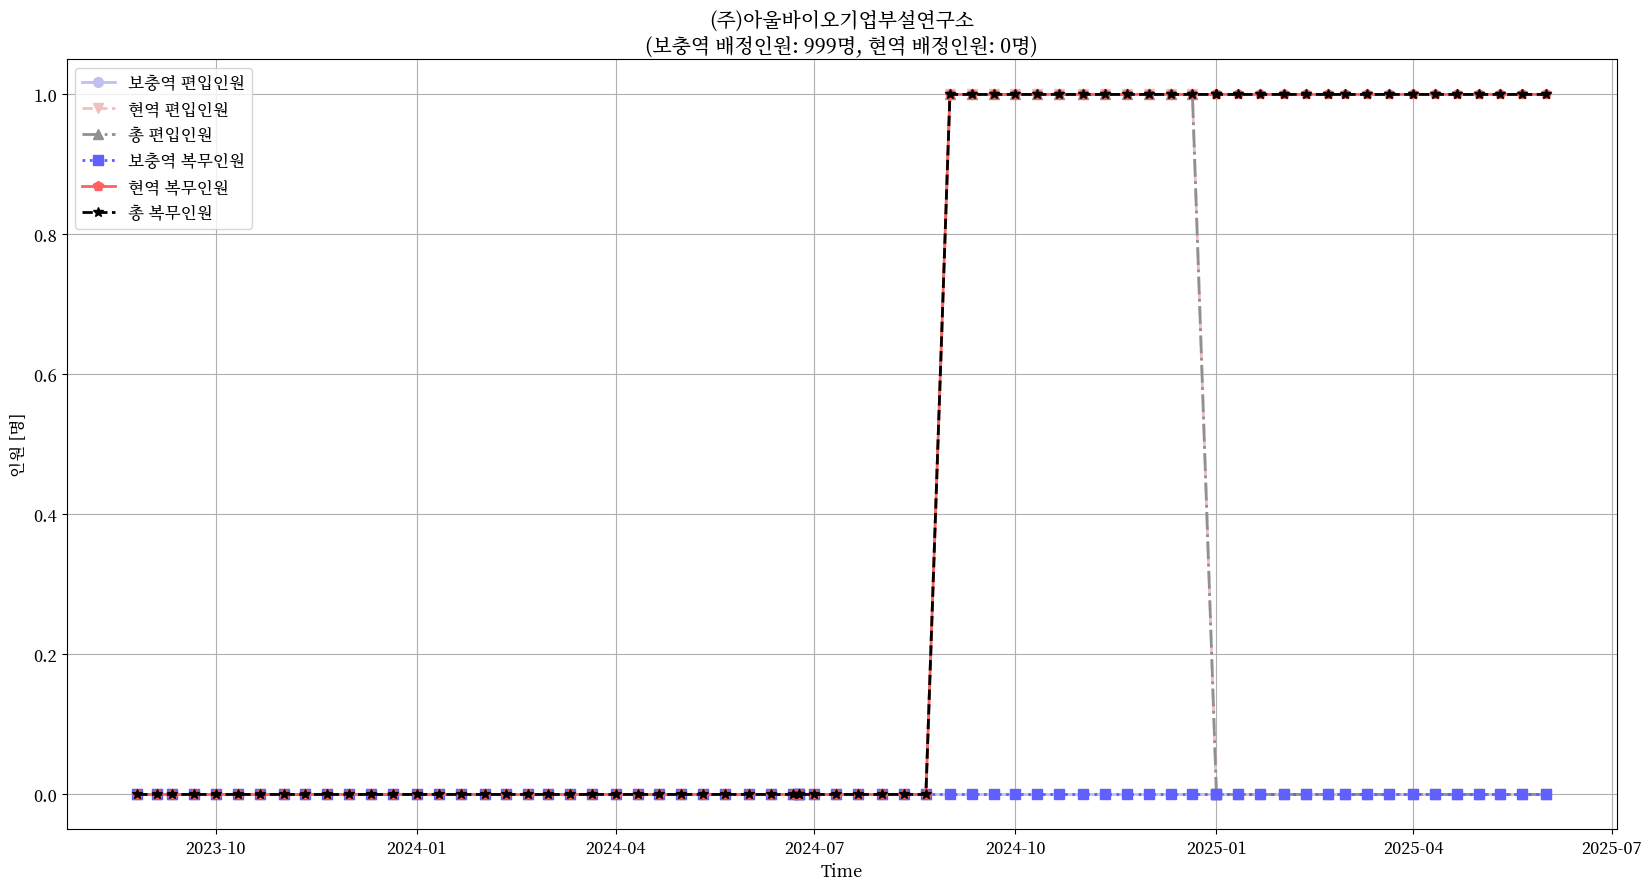 (주)아울바이오기업부설연구소
(보충역 배정인원: 999명, 현역 배정인원: 0명)
보충역 편입인원
현역 편입인원
총 편입인원
보충역 복무인원
현역 복무인원
총 복무인원
1.0
0.8
0.6
0.4
0.2
0.0
인원 [명]
2023-10
2024-01
2024-04
2024-07
2024-10
2025-01
2025-04
2025-07
Time